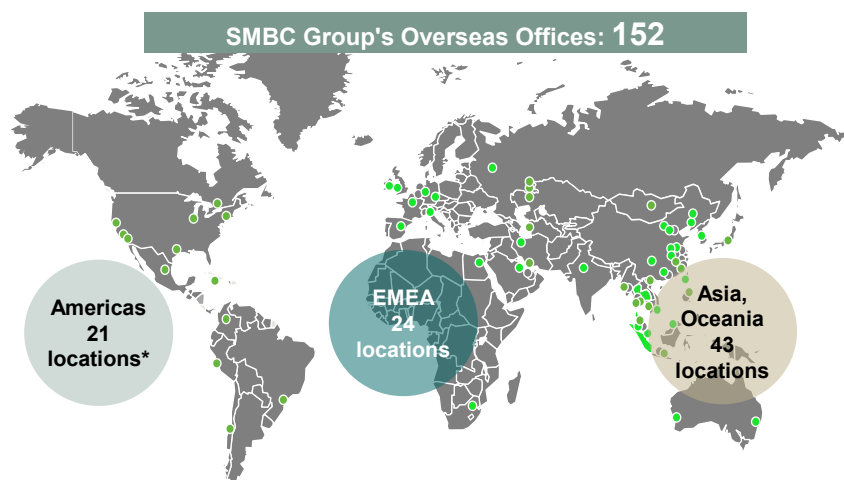 SMBC Group's Overseas Offices: 152
Americas
21
locations*
EMEA
24
locations
Asia,
Oceania
43
locations